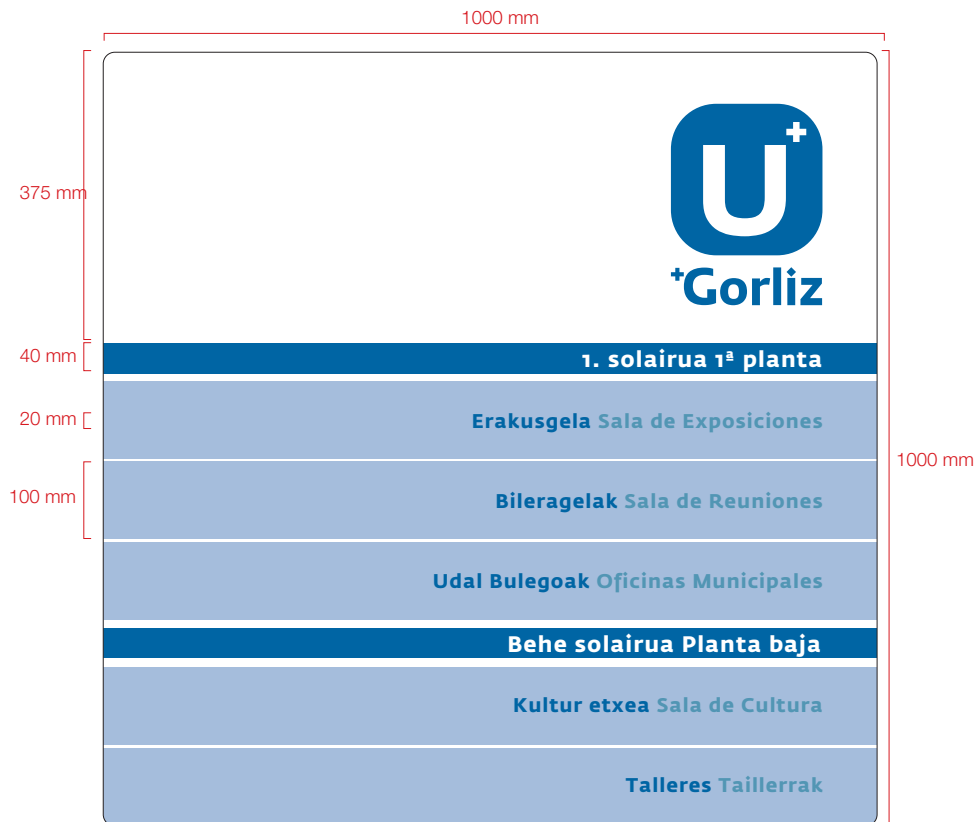 1000 mm
375 mm
U+
+Gorliz
40 mm
1. solairua 1ª planta
20 mm
Erakusgela Sala de Exposiciones
1000 mm
100 mm
Bileragelak Sala de Reuniones
Udal Bulegoak Oficinas Municipales
Behe solairua Planta baja
Kultur etxea Sala de Cultura
Talleres Taillerrak